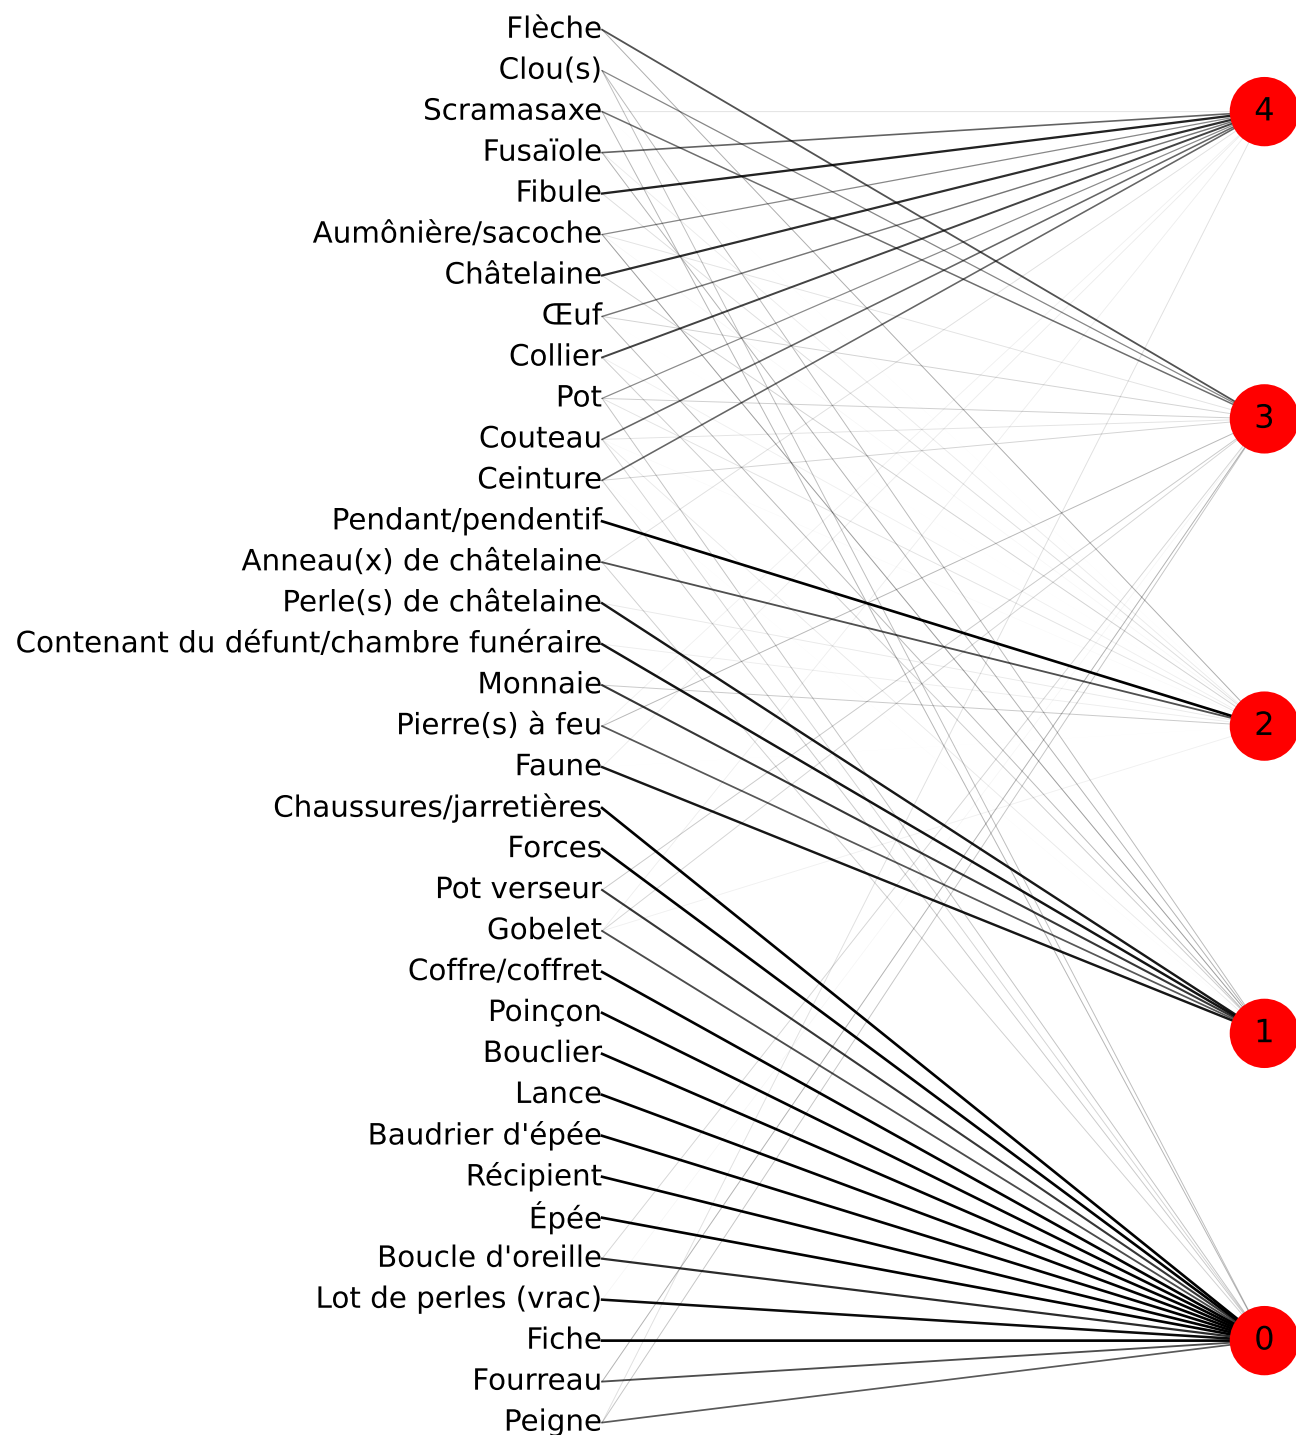 Flèche
Clou(s)
Scramasaxe
Fusaïole
Fibule
Aumônière/sacoche
Châtelaine
Œuf
Collier
Pot
Couteau
Ceinture
Pendant/pendentif
Anneau(x) de châtelaine
Perle(s) de châtelaine
Contenant du défunt/chambre funéraire
Monnaie
Pierre(s) à feu
Faune
Chaussures/jarretières
Forces
Pot verseur
Gobelet
Coffre/coffret
Poinçon
Bouclier
Lance
Baudrier d'épée
Récipient
Épée
Boucle d'oreille
Lot de perles (vrac)
Fiche
Fourreau
Peigne
4
3
2
1
0